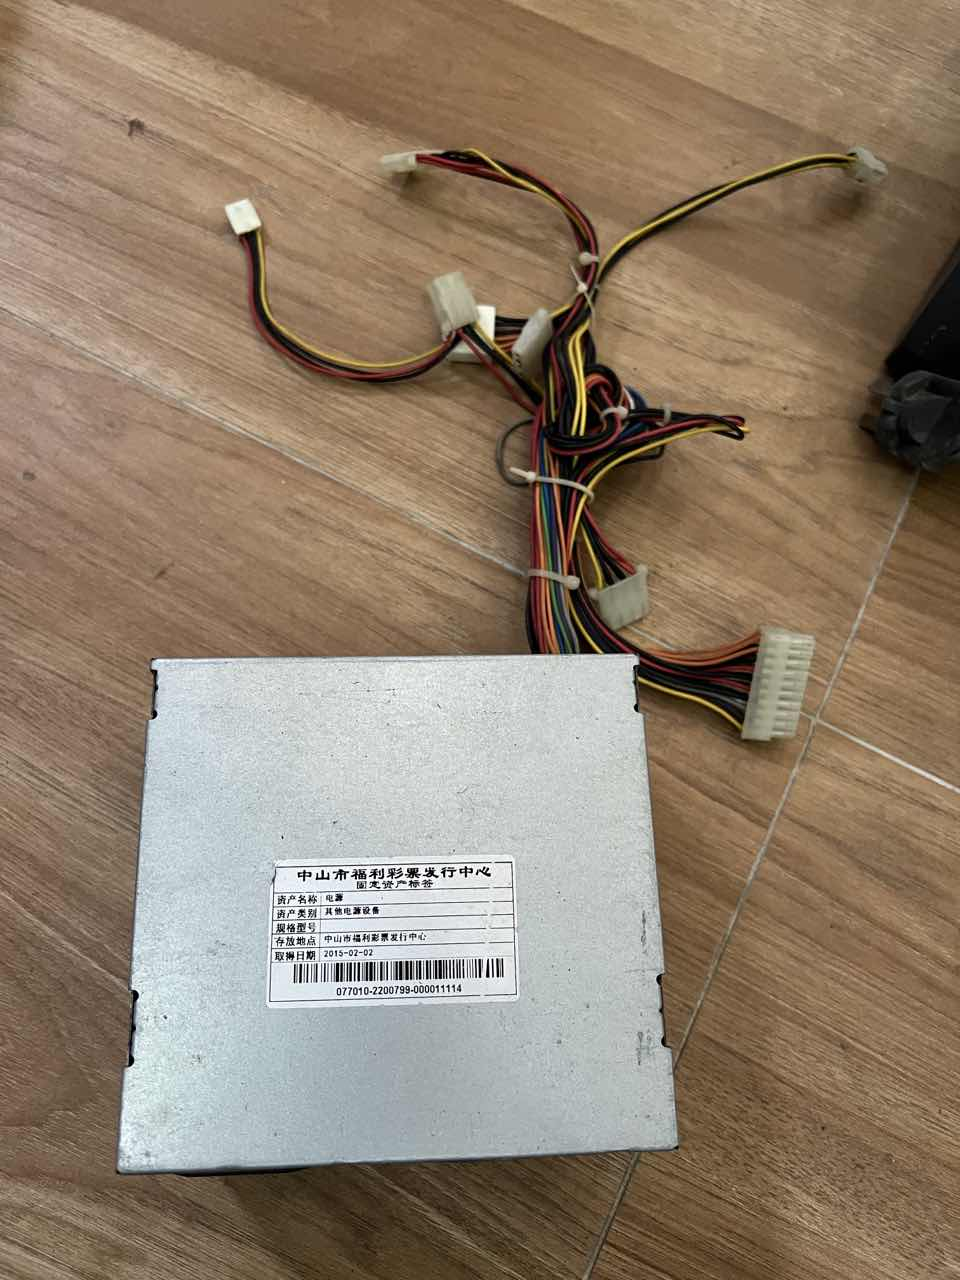 中山市福利彩票发行中心
固定资产标签
资产名称 电源
资产类别 其他电源设备
规格型号
存放地点 中山市福利彩票发行中心
取得日期 2015-02-02
077010-2200799-000011114